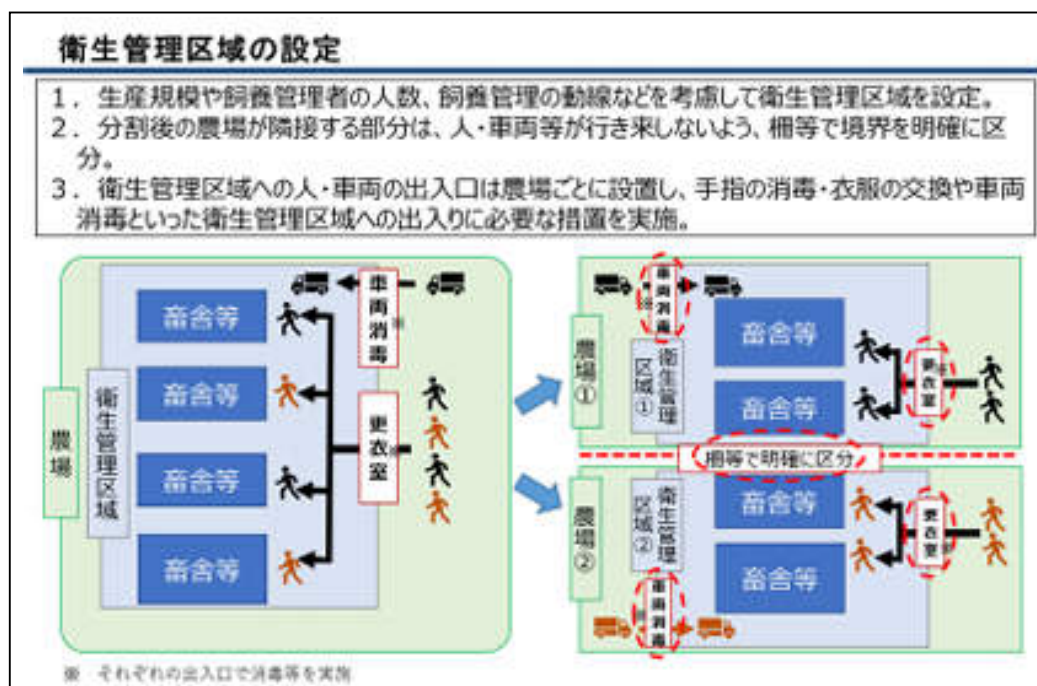 衛生管理区域の設定
1．生産規模や飼養管理者の人数、飼養管理の動線などを考慮して衛生管理区域を設定。
2．分割後の農場が隣接する部分は、人・車両等が行き来しないよう、柵等で境界を明確に区
分。
3．衛生管理区域への人・車両の出入口は農場ごとに設置し、手指の消毒・衣服の交換や車両
消毒といった衛生管理区域への出入りに必要な措置を実施。
農場
衛生管理区域
畜舎等
畜舎等
畜舎等
畜舎等
車両消毒※
更衣室※
農場①
衛生管理
区域①
車両消毒※
畜舎等
畜舎等
更衣室※
柵等で明確に区分
農場②
衛生管理
区域②
車両消毒※
畜舎等
畜舎等
更衣室※
※ それぞれの出入口で消毒等を実施